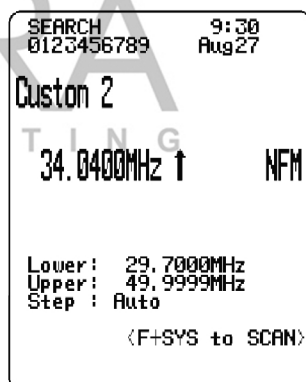 SEARCH 9:30
0123456789 Aug27
Custom 2
TING
34.0400MHz ↑ NFM
Lower: 29.7000MHz
Upper: 49.9999MHz
Step : Auto
<F+SYS to SCAN>